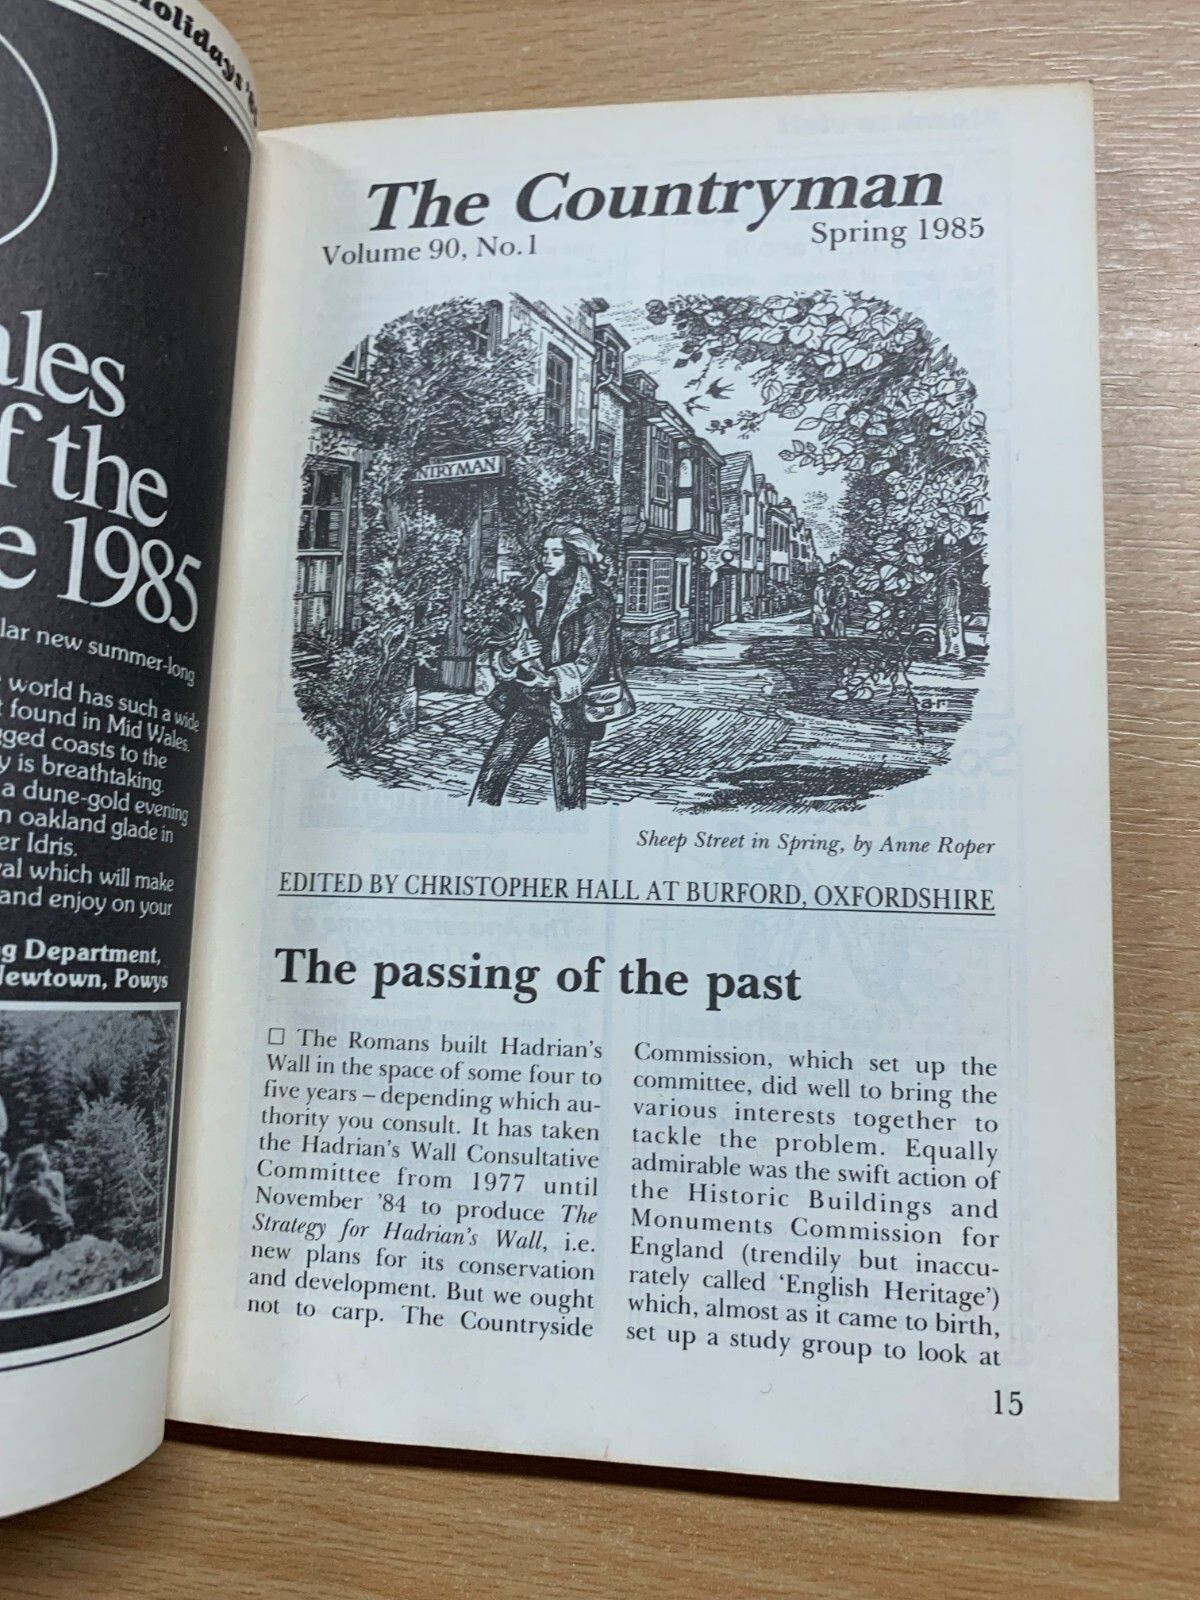 Holidays
ales
f the
e 1985
lar new summer-long
world has such a wide
found in Mid Wales.
gged coasts to the
y is breathtaking.
a dune-gold evening
n oakland glade in
er Idris.
val which will make
and enjoy on your
g Department,
Newtown, Powys
The Countryman
Volume 90, No.1
Spring 1985
NTRYMAN
a.r.
Sheep Street in Spring, by Anne Roper
EDITED BY CHRISTOPHER HALL AT BURFORD, OXFORDSHIRE
The passing of the past
□ The Romans built Hadrian's
Wall in the space of some four to
five years – depending which au-
thority you consult. It has taken
the Hadrian's Wall Consultative
Committee from 1977 until
November '84 to produce The
Strategy for Hadrian's Wall, i.e.
new plans for its conservation
and development. But we ought
not to carp. The Countryside
Commission, which set up the
committee, did well to bring the
various interests together to
tackle the problem. Equally
admirable was the swift action of
the Historic Buildings and
Monuments Commission for
England (trendily but inaccu-
rately called 'English Heritage')
which, almost as it came to birth,
set up a study group to look at
15